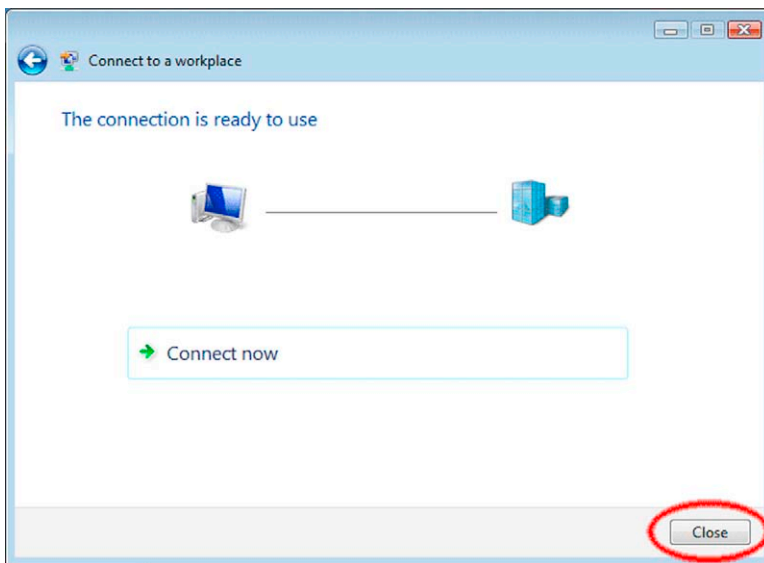 Connect to a workplace
The connection is ready to use
Connect now
Close